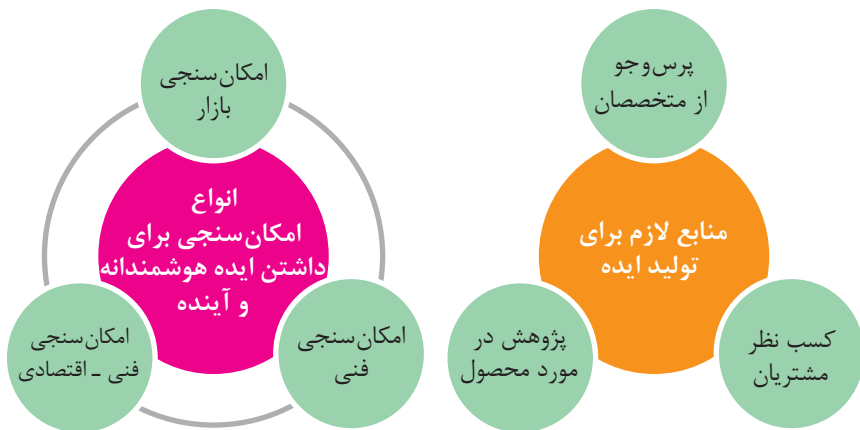 پرس‌وجو
از متخصصان
منابع لازم برای
تولید ایده
کسب نظر
مشتریان
پژوهش در
مورد محصول
امکان‌سنجی
بازار
انواع
امکان‌سنجی برای
داشتن ایده هوشمندانه
و آینده
امکان‌سنجی
فنی
امکان‌سنجی
فنی ـ اقتصادی